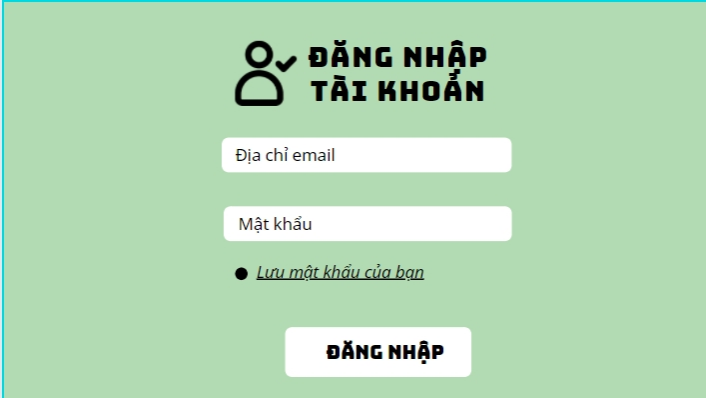 ĐĂNG NHẬP
TÀI KHOẢN
Địa chỉ email
Mật khẩu
Lưu mật khẩu của bạn
ĐĂNG NHẬP